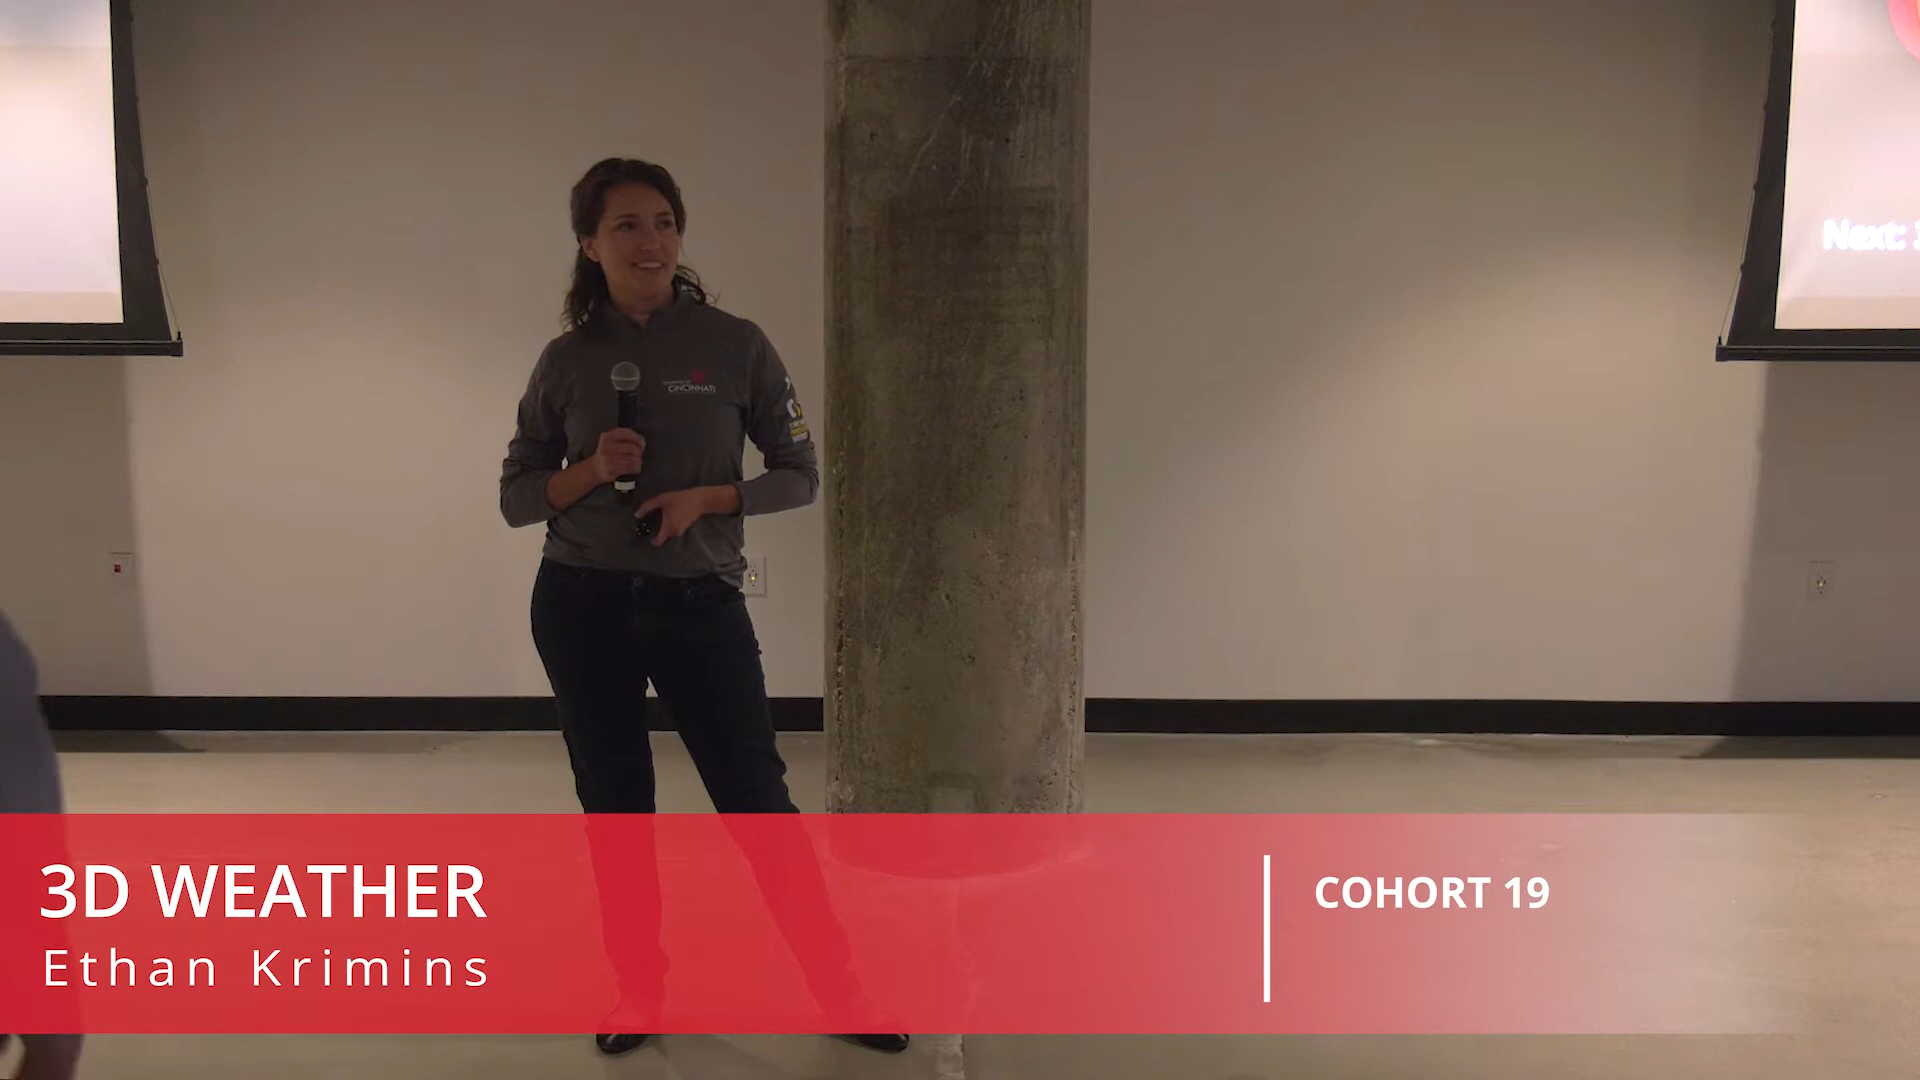 Next:
CINCINNATI
3D WEATHER
Ethan Krimins
COHORT 19